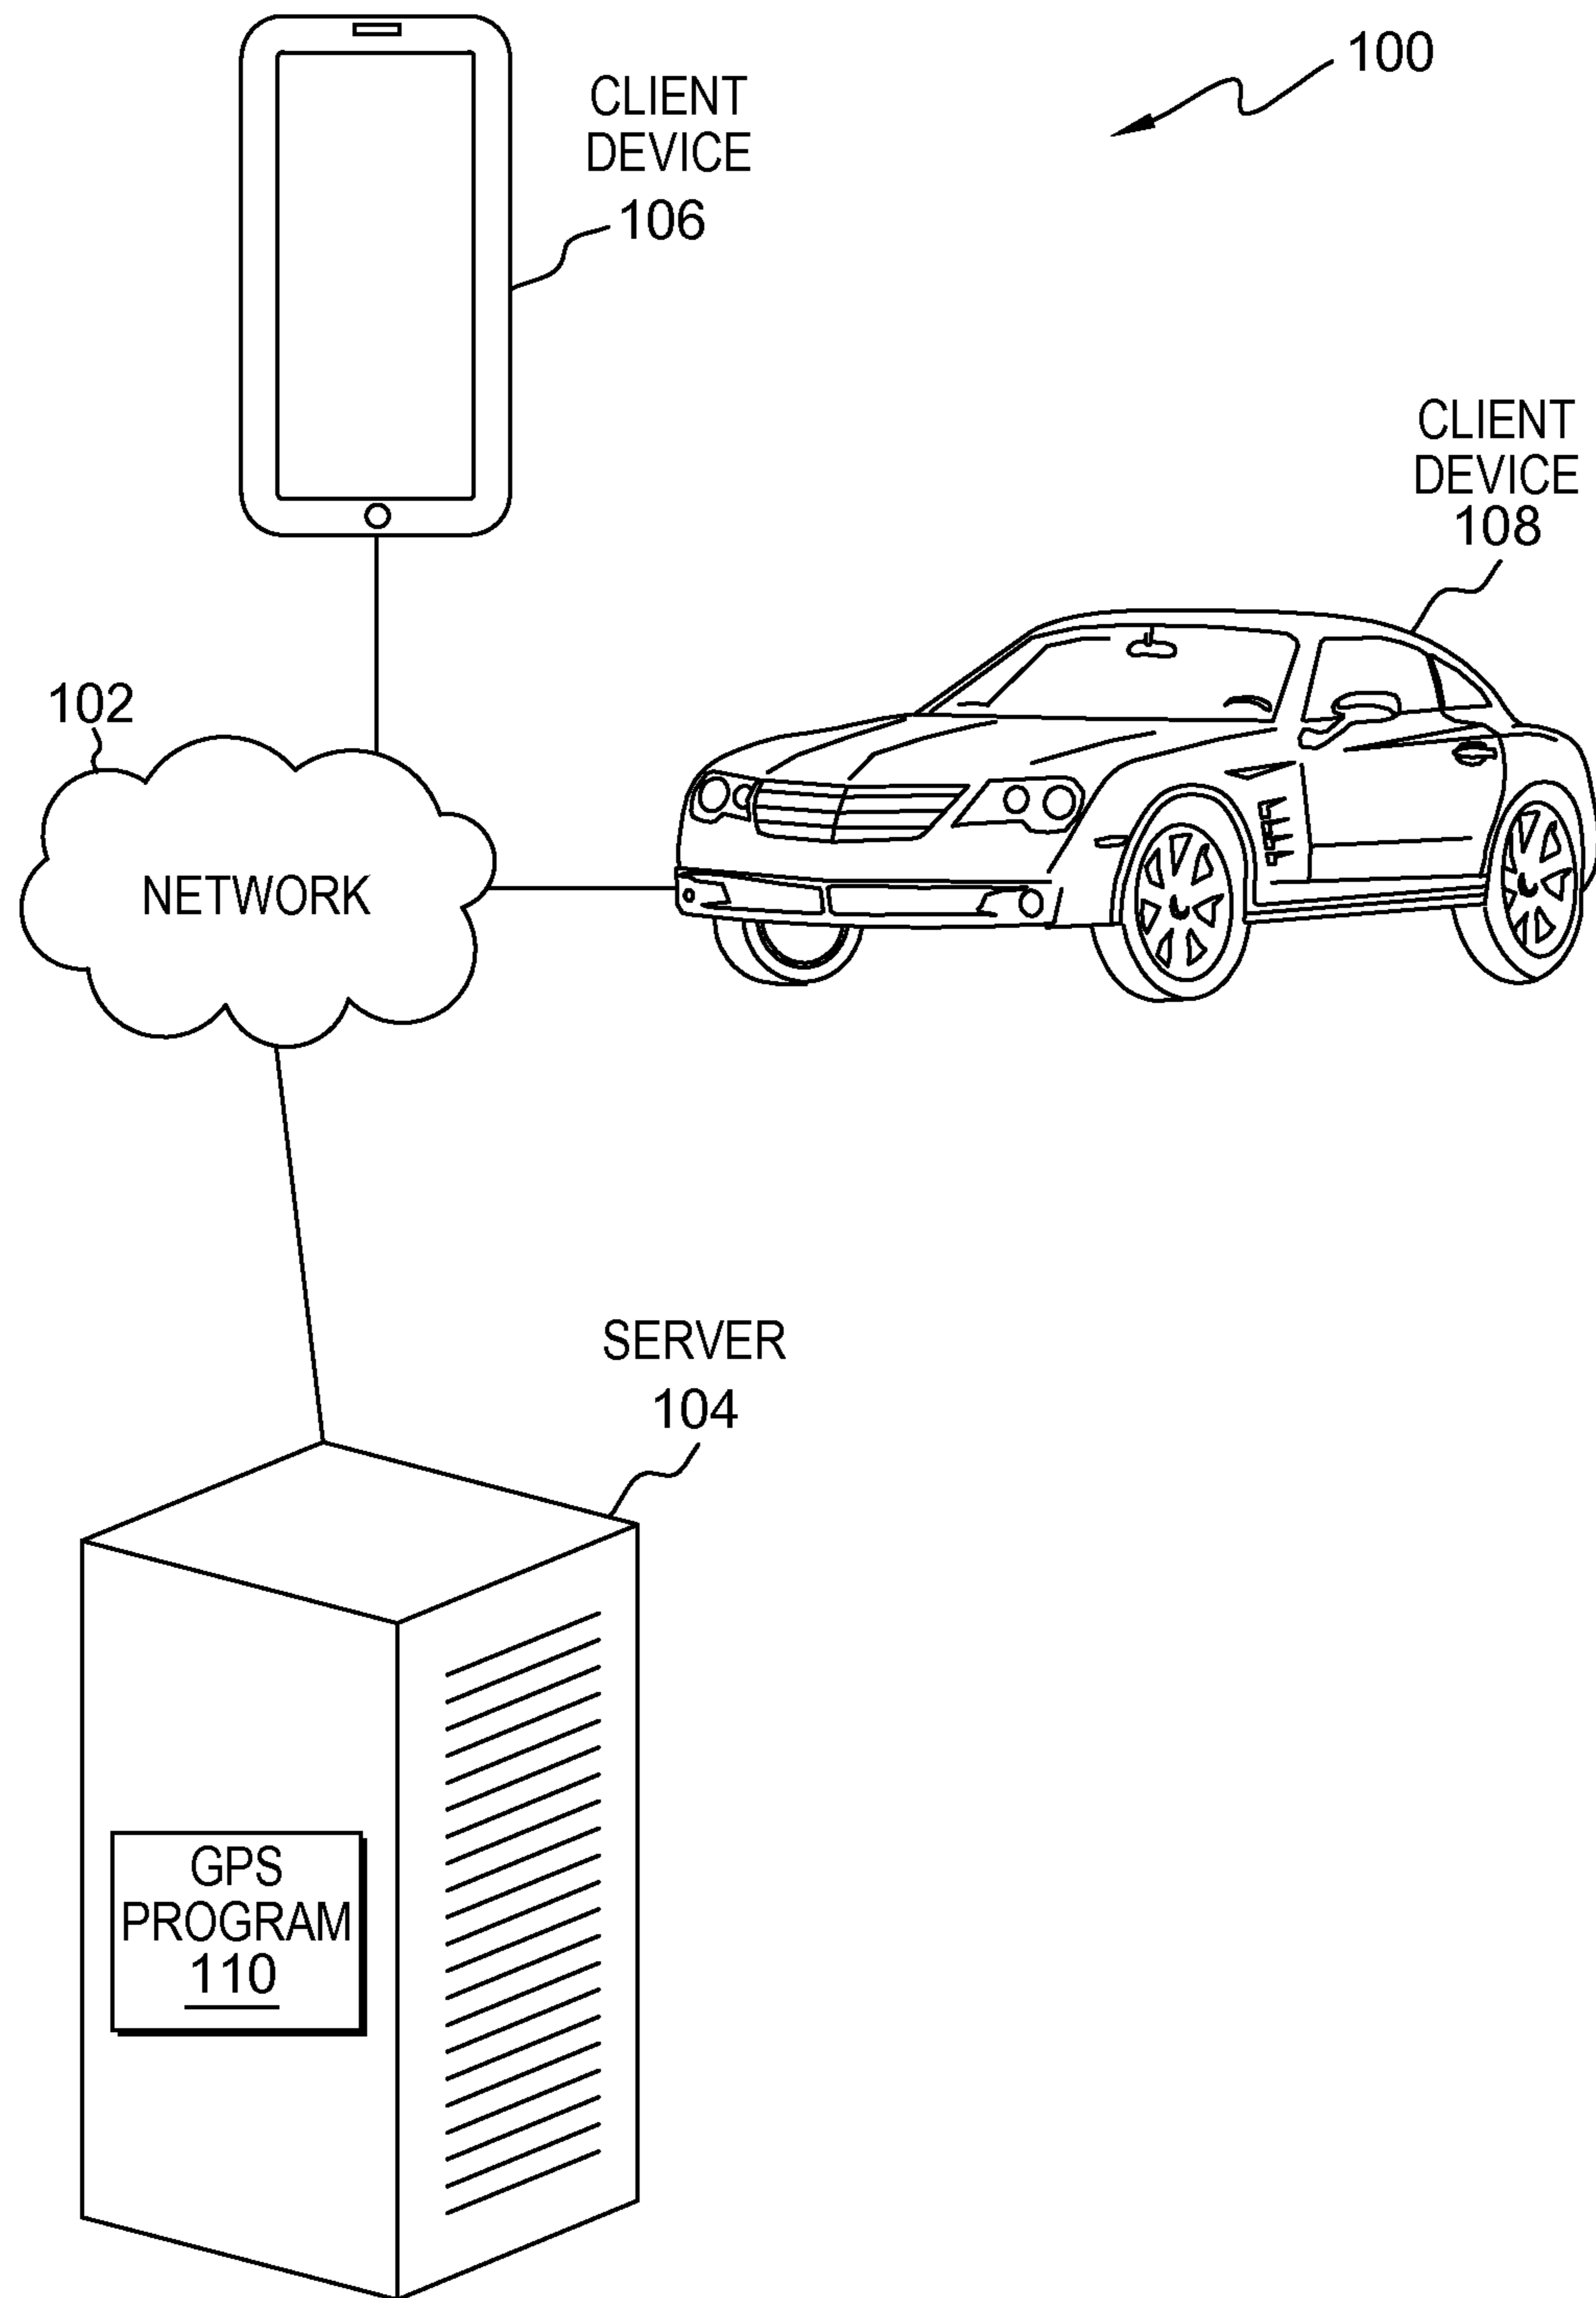 100
CLIENT
DEVICE
106
CLIENT
DEVICE
108
102
NETWORK
SERVER
104
GPS
PROGRAM
110